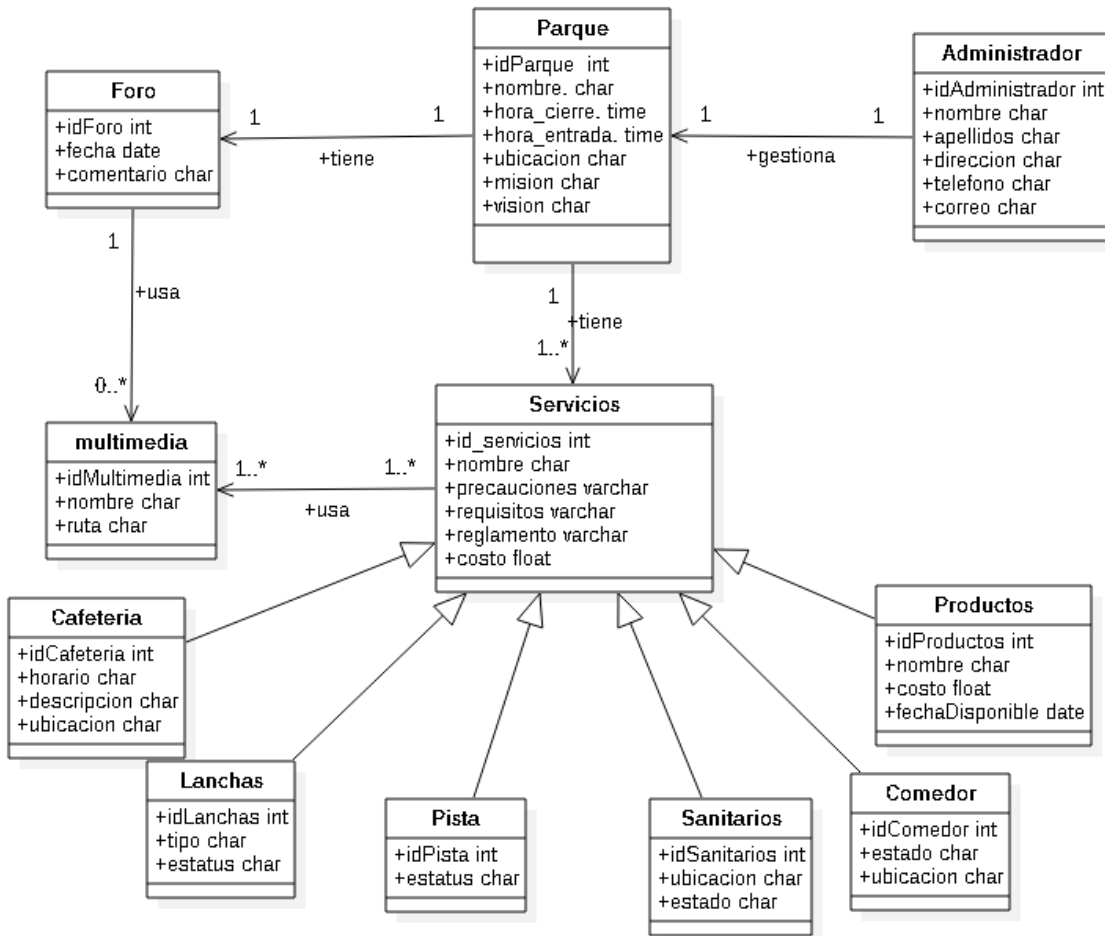 Parque
+idParque int
+nombre. char
+hora_cierre. time
+hora_entrada. time
+ubicacion char
+mision char
+vision char
Administrador
+idAdministrador int
+nombre char
+apellidos char
+direccion char
+telefono char
+correo char
Foro
+idForo int
+fecha date
+comentario char
1
1
+tiene
1
1
+gestiona
1
+usa
0..*
1
+tiene
1..*
multimedia
+idMultimedia int
+nombre char
+ruta char
1..*
1..*
+usa
Servicios
+id_servicios int
+nombre char
+precauciones varchar
+requisitos varchar
+reglamento varchar
+costo float
Cafeteria
+idCafeteria int
+horario char
+descripcion char
+ubicacion char
Lanchas
+idLanchas int
+tipo char
+estatus char
Pista
+idPista int
+estatus char
Sanitarios
+idSanitarios int
+ubicacion char
+estado char
Comedor
+idComedor int
+estado char
+ubicacion char
Productos
+idProductos int
+nombre char
+costo float
+fechaDisponible date